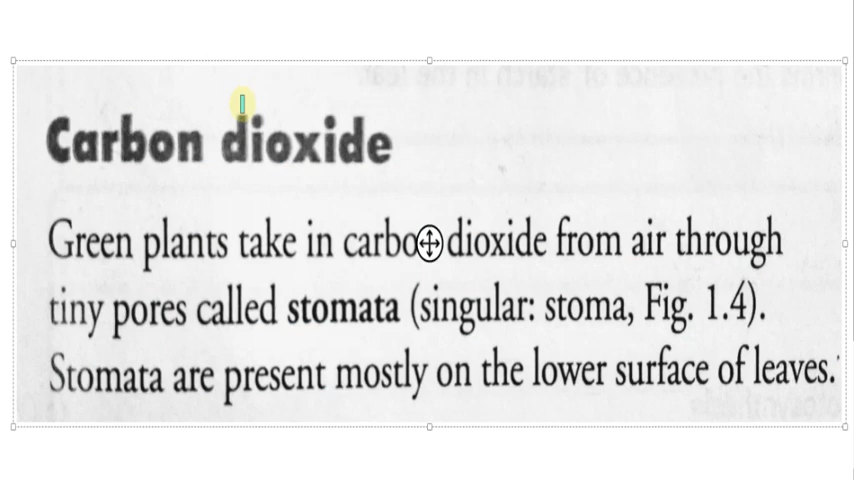 Carbon dioxide
Green plants take in carbon dioxide from air through
tiny pores called stomata (singular: stoma, Fig. 1.4).
Stomata are present mostly on the lower surface of leaves.